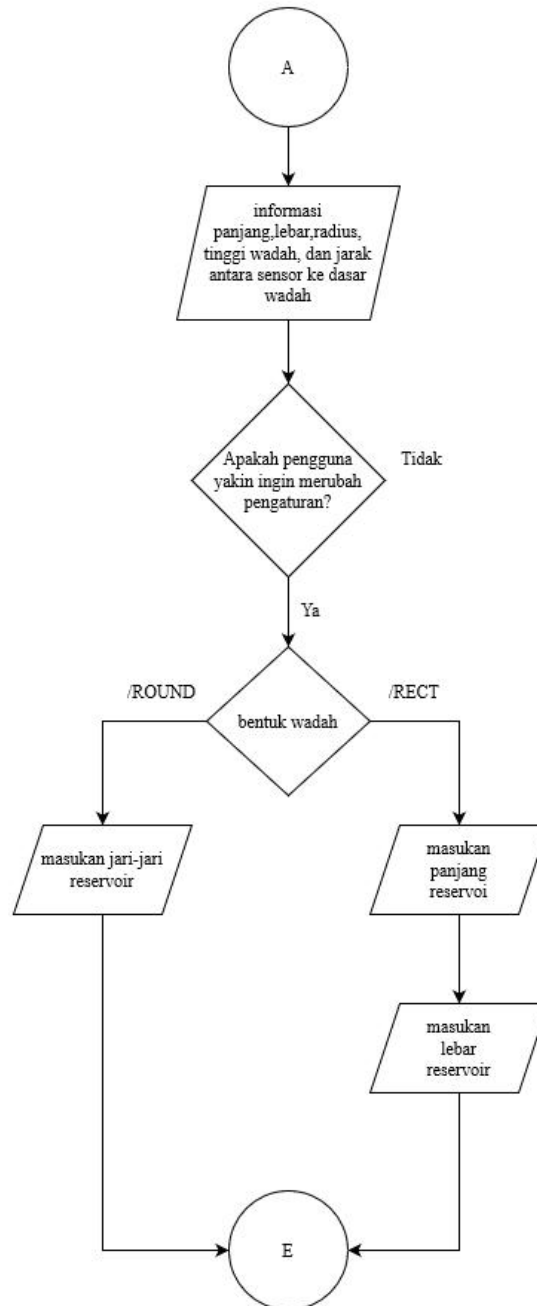 A
informasi
panjang,lebar,radius,
tinggi wadah, dan jarak
antara sensor ke dasar
wadah
Apakah pengguna
yakin ingin merubah
pengaturan?
Tidak
Ya
/ROUND
/RECT
bentuk wadah
masukan jari-jari
reservoir
masukan
panjang
reservoi
masukan
lebar
reservoir
E